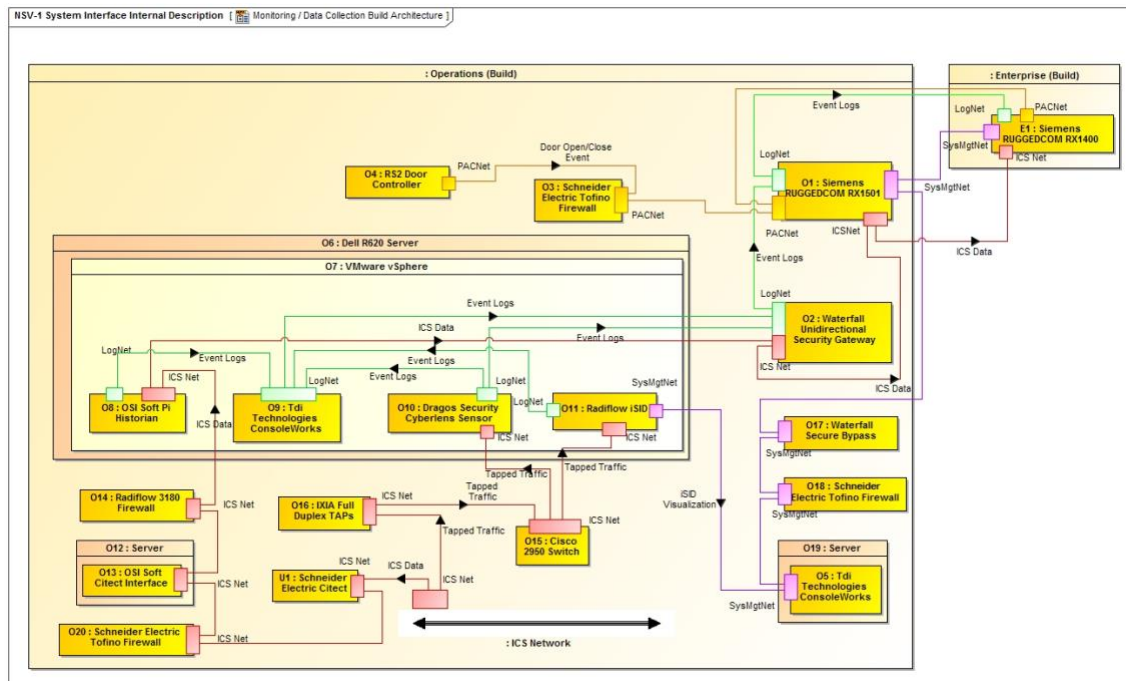 NSV-1 System Interface Internal Description [ Monitoring / Data Collection Build Architecture ]
: Operations (Build)
: Enterprise (Build)
Event Logs
LogNet
PACNet
E1 : Siemens
RUGGEDCOM RX1400
SysMgtNet
ICS Net
Door Open/Close
Event
PACNet
O4 : RS2 Door
Controller
O3 : Schneider
Electric Tofino
Firewall
PACNet
LogNet
O1 : Siemens
RUGGEDCOM RX1501
SysMgtNet
PACNet
ICSNet
ICS Data
Event Logs
O6 : Dell R620 Server
O7 : VMware vSphere
Event Logs
ICS Data
Event Logs
LogNet
O2 : Waterfall
Unidirectional
Security Gateway
ICS Net
ICS Data
LogNet
Event Logs
ICS Net
Event Logs
LogNet
Event Logs
LogNet
SysMgtNet
LogNet
O8 : OSI Soft Pi
Historian
O9 : Tdi
Technologies
ConsoleWorks
O10 : Dragos Security
Cyberlens Sensor
O11 : Radiflow iSID
ICS Data
ICS Net
ICS Net
O17 : Waterfall
Secure Bypass
SysMgtNet
Tapped Traffic
Tapped Traffic
O14 : Radiflow 3180
Firewall
ICS Net
O16 : IXIA Full
Duplex TAPs
ICS Net
Tapped
Traffic
Tapped Traffic
ICS Net
O15 : Cisco
2950 Switch
iSID
Visualization
O18 : Schneider
Electric Tofino Firewall
SysMgtNet
O12 : Server
O13 : OSI Soft
Citect Interface
ICS Net
U1 : Schneider
Electric Citect
ICS Net
ICS Data
ICS Net
O19 : Server
O5 : Tdi
Technologies
ConsoleWorks
SysMgtNet
O20 : Schneider Electric
Tofino Firewall
ICS Net
: ICS Network